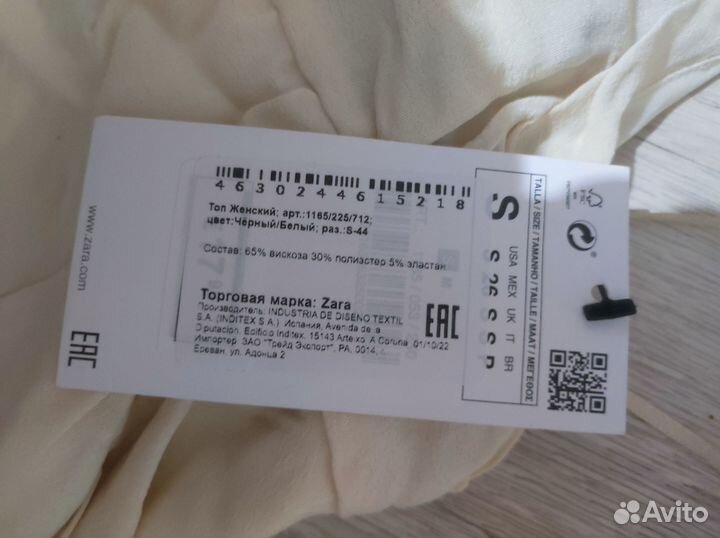 4630244615218
Топ Женский; арт.:1165/225/712;
цвет:Чёрный/Белый; раз.:S-44
Состав: 65% вискоза 30% полиэстер 5% эластан
Торговая марка: Zara
Производитель: INDUSTRIA DE DISENO TEXTIL
S.A. (INDITEX S.A.) Испания, Avenida de la
Diputacion, Edificio Inditex, 15143 Arteixo, A Coruna, 01/10/22
Импортер: ЗАО "Трейд Экспорт", РА, 0014,
Ереван, ул. Адонца 2
EAC
www.zara.com
EAC
TALLA / SIZE / TAMANHO / TAILLE / MAAT / ΜΕΓΕΘΟΣ
S
USA MEX UK IT BR
S 26 S S P
FSC
Avito